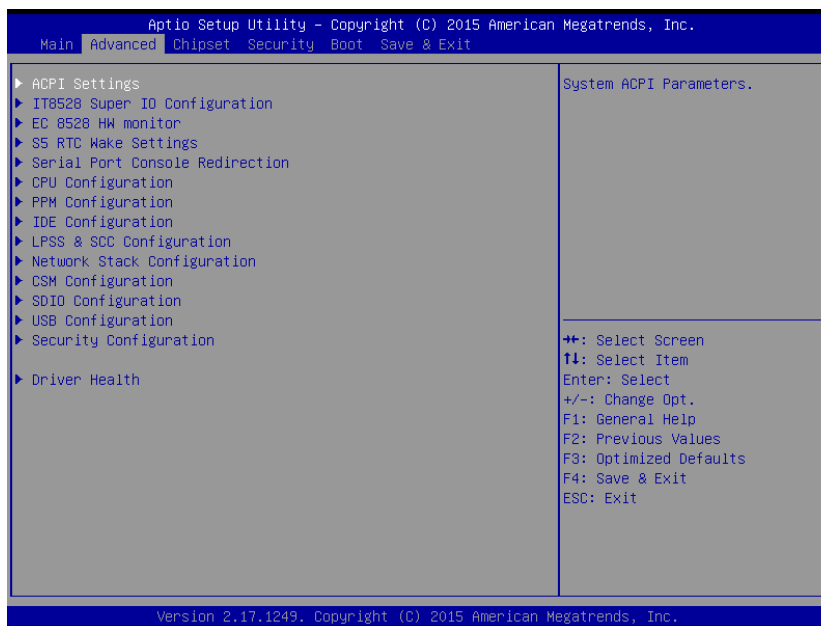 Aptio Setup Utility – Copyright (C) 2015 American Megatrends, Inc.
Main Advanced Chipset Security Boot Save & Exit
ACPI Settings
IT8528 Super IO Configuration
EC 8528 HW monitor
S5 RTC Wake Settings
Serial Port Console Redirection
CPU Configuration
PPM Configuration
IDE Configuration
LPSS & SCC Configuration
Network Stack Configuration
CSM Configuration
SDIO Configuration
USB Configuration
Security Configuration
Driver Health
System ACPI Parameters.
→←: Select Screen
↑↓: Select Item
Enter: Select
+/-: Change Opt.
F1: General Help
F2: Previous Values
F3: Optimized Defaults
F4: Save & Exit
ESC: Exit
Version 2.17.1249. Copyright (C) 2015 American Megatrends, Inc.